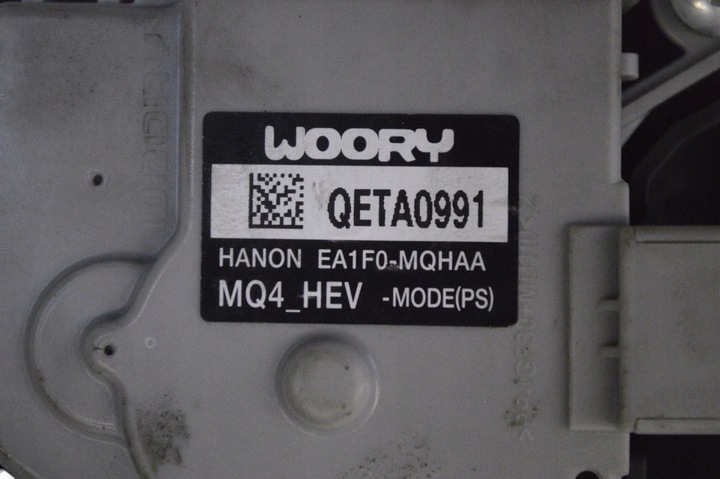 WOORY
QETA0991
HANON EA1F0-MQHAA
MQ4_HEV -MODE(PS)